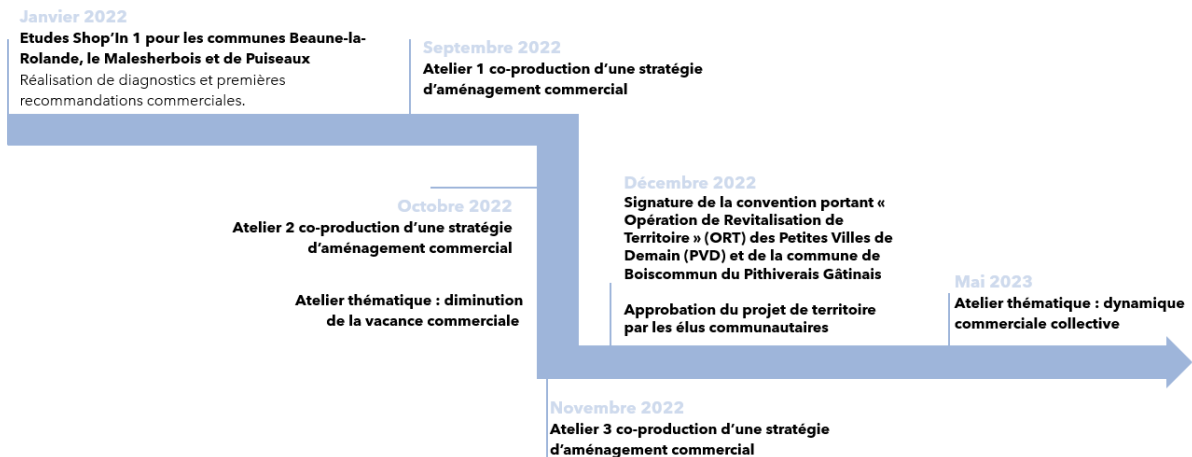 Janvier 2022
Etudes Shop’In 1 pour les communes Beaune-la-
Rolande, le Malesherbois et de Puiseaux
Réalisation de diagnostics et premières
recommandations commerciales.
Septembre 2022
Atelier 1 co-production d’une stratégie
d’aménagement commercial
Octobre 2022
Atelier 2 co-production d’une stratégie
d’aménagement commercial
Atelier thématique : diminution
de la vacance commerciale
Novembre 2022
Atelier 3 co-production d’une stratégie
d’aménagement commercial
Décembre 2022
Signature de la convention portant «
Opération de Revitalisation de
Territoire » (ORT) des Petites Villes de
Demain (PVD) et de la commune de
Boiscommun du Pithiverais Gâtinais
Approbation du projet de territoire
par les élus communautaires
Mai 2023
Atelier thématique : dynamique
commerciale collective